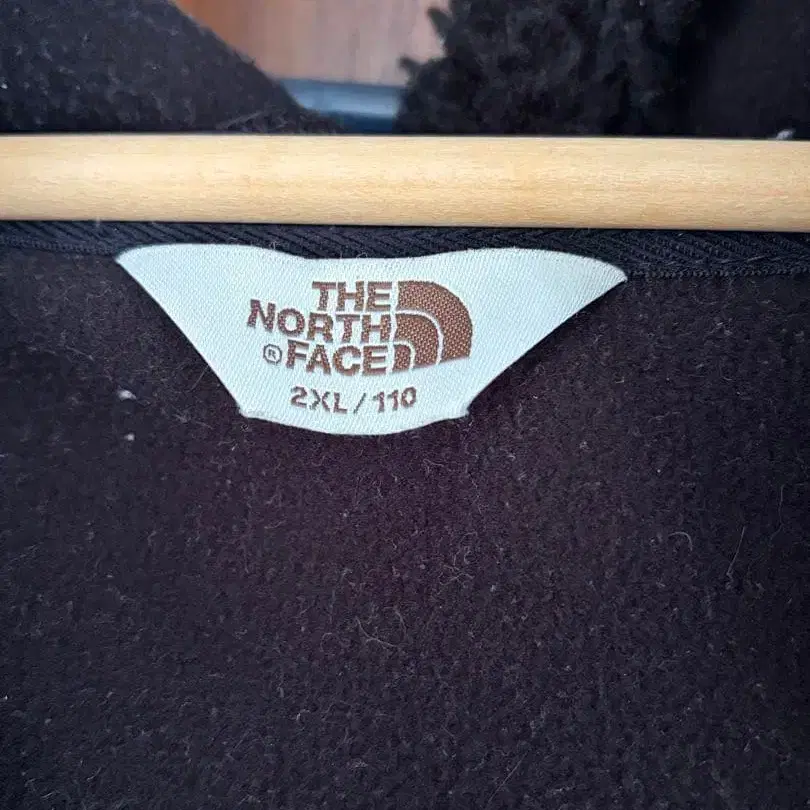 THE
NORTH
® FACE
2XL/110